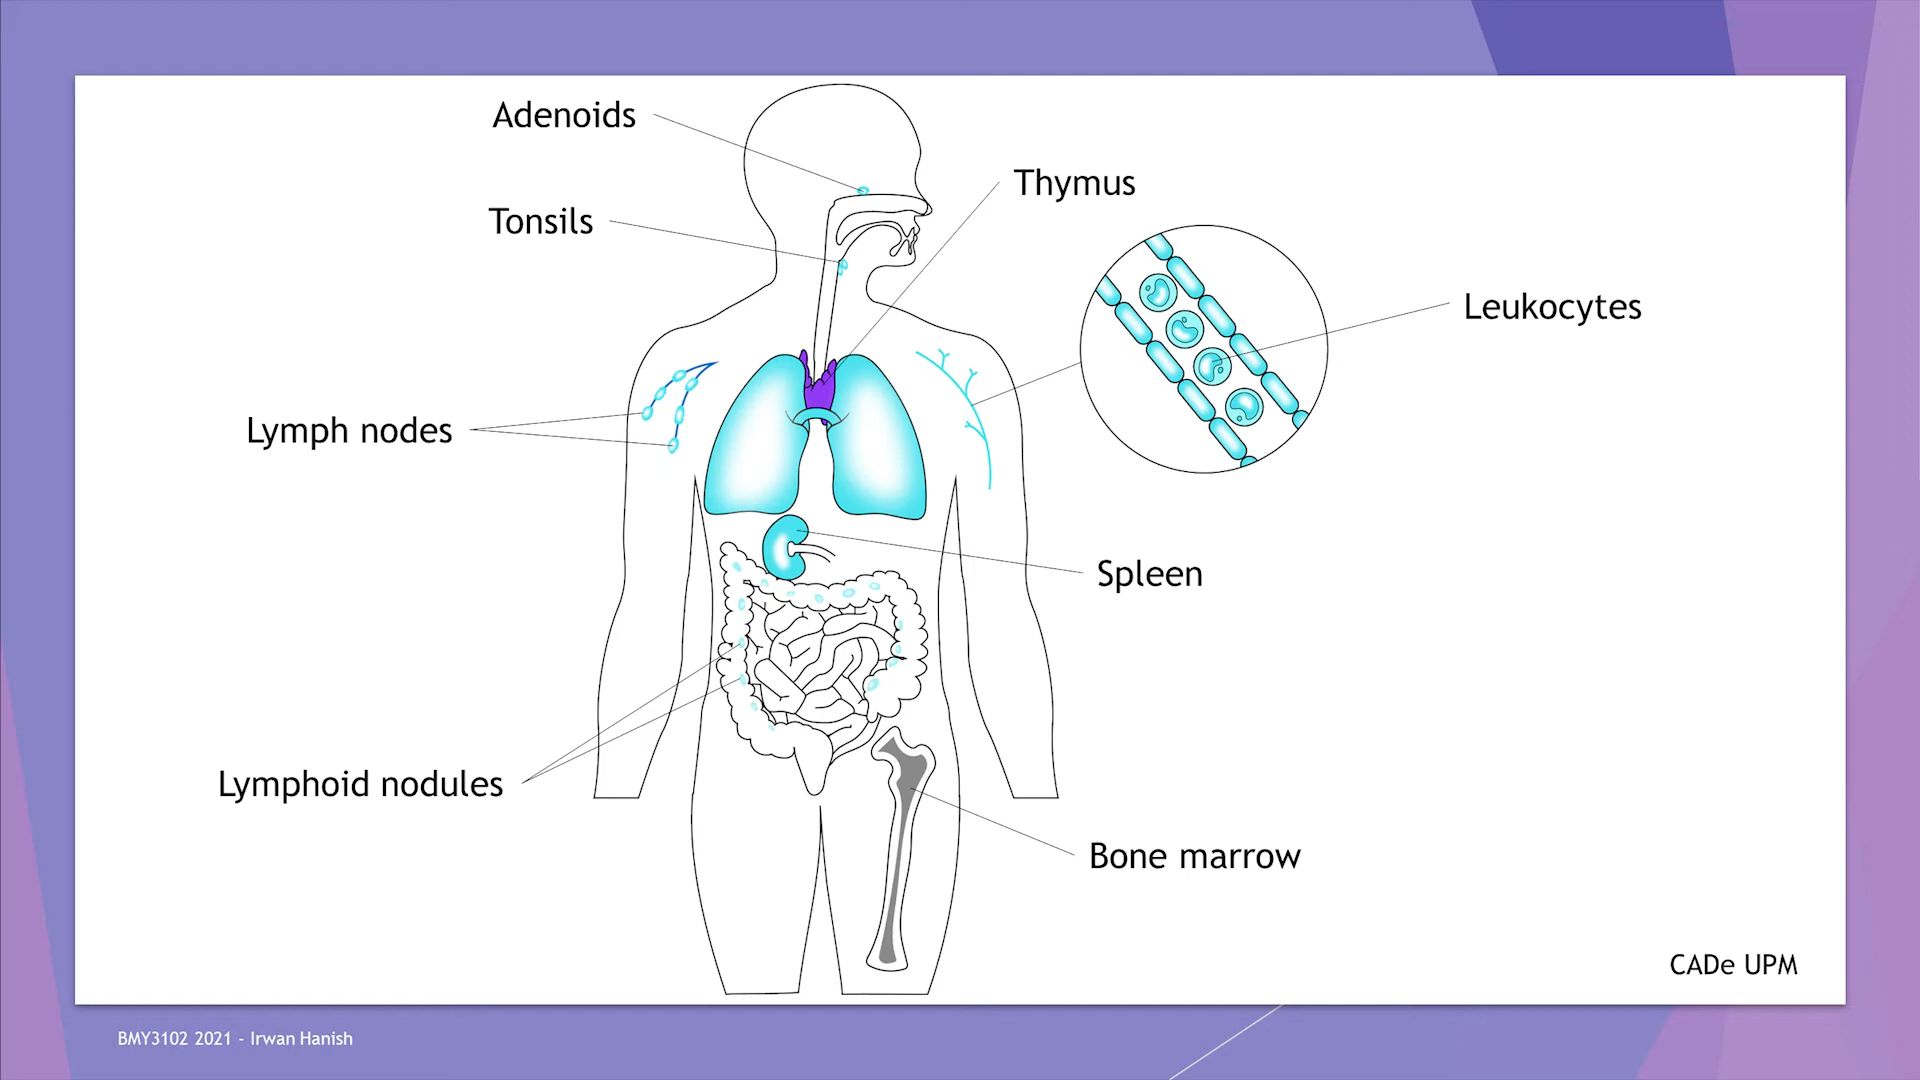 Adenoids
Thymus
Tonsils
Leukocytes
Lymph nodes
Spleen
Lymphoid nodules
Bone marrow
CADe UPM
BMY3102 2021 - Irwan Hanish